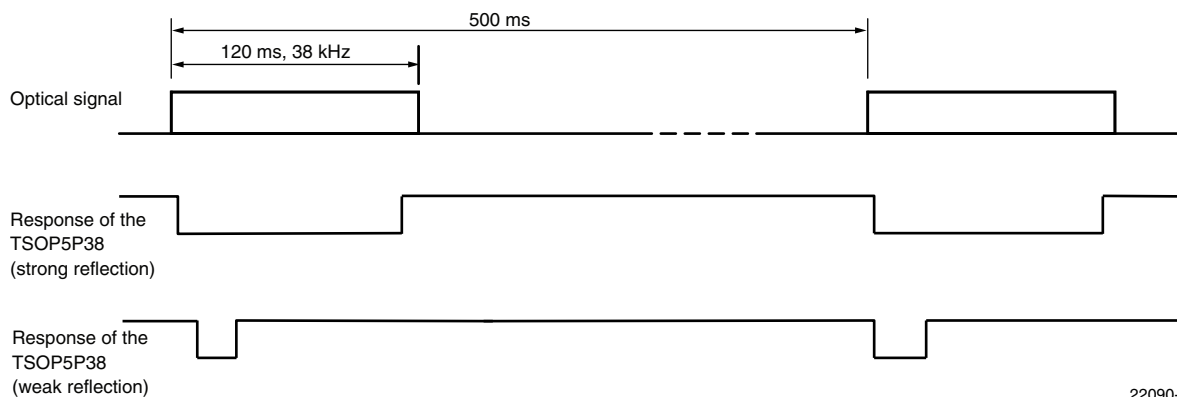 500 ms
120 ms, 38 kHz
Optical signal
Response of the
TSOP5P38
(strong reflection)
Response of the
TSOP5P38
(weak reflection)
22090-